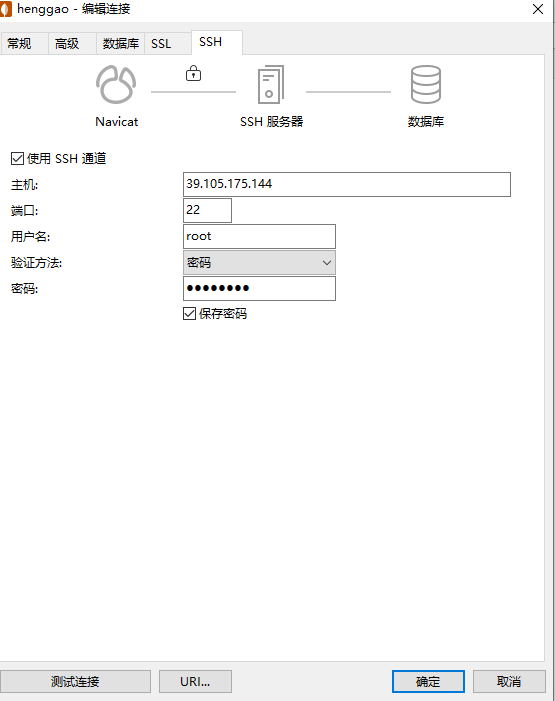 henggao - 编辑连接
常规 高级 数据库 SSL SSH
Navicat SSH 服务器 数据库
使用 SSH 通道
主机: 39.105.175.144
端口: 22
用户名: root
验证方法: 密码
密码: ●●●●●●●●
保存密码
测试连接 URI... 确定 取消